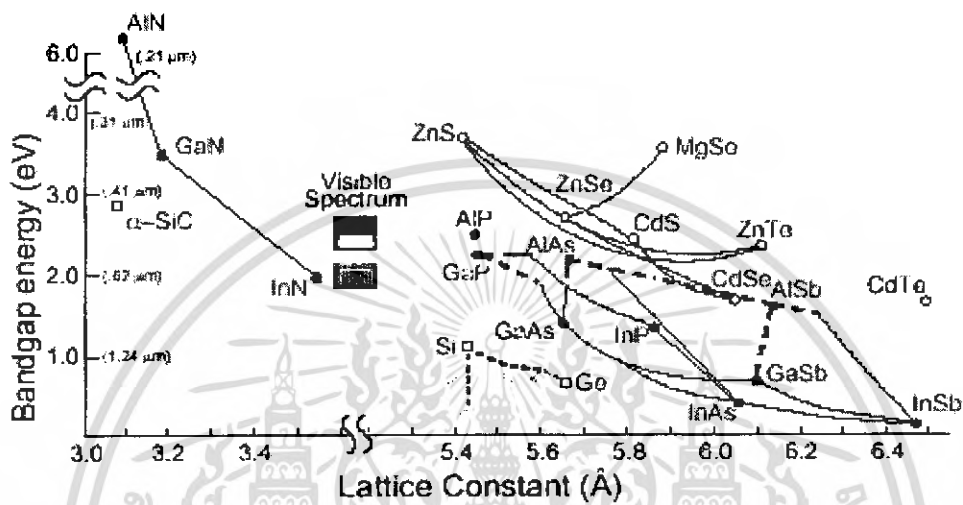 AlN
6.0
(.21 µm)
4.0
(.31 µm)
GaN
3.0
(.41 µm)
α-SiC
Visible
Spectrum
2.0
(.62 µm)
InN
1.0
(1.24 µm)
Bandgap energy (eV)
ZnS
MgSe
ZnSe
CdS
ZnTe
AlP
AlAs
GaP
CdSe
AlSb
CdTe
GaAs
InP
Si
Ge
GaSb
InAs
InSb
3.0 3.2 3.4 5.4 5.6 5.8 6.0 6.2 6.4
Lattice Constant (Å)